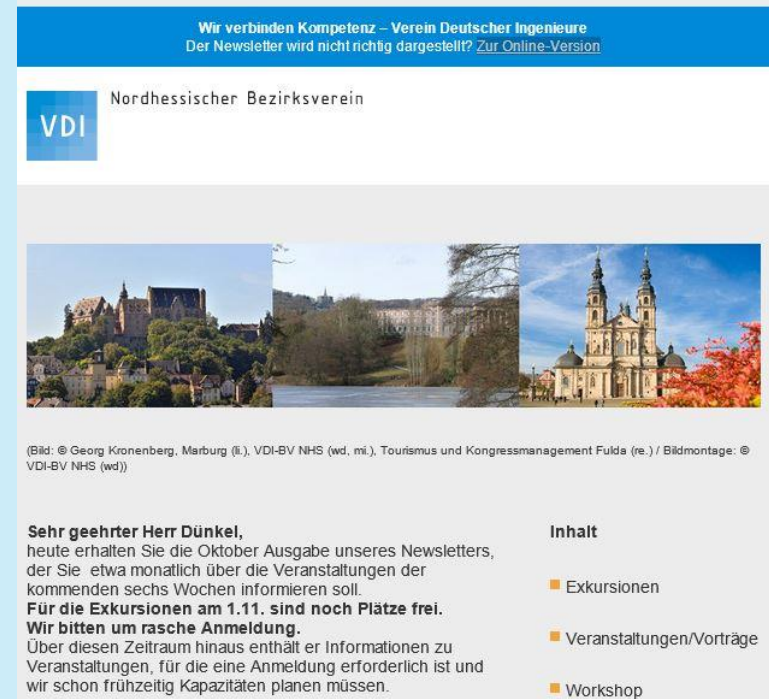 Wir verbinden Kompetenz – Verein Deutscher Ingenieure
Der Newsletter wird nicht richtig dargestellt? Zur Online-Version
VDI
Nordhessischer Bezirksverein
(Bild: © Georg Kronenberg, Marburg (li.), VDI-BV NHS (wd, mi.), Tourismus und Kongressmanagement Fulda (re.) / Bildmontage: ©
VDI-BV NHS (wd))
Sehr geehrter Herr Dünkel,
heute erhalten Sie die Oktober Ausgabe unseres Newsletters,
der Sie etwa monatlich über die Veranstaltungen der
kommenden sechs Wochen informieren soll.
Für die Exkursionen am 1.11. sind noch Plätze frei.
Wir bitten um rasche Anmeldung.
Über diesen Zeitraum hinaus enthält er Informationen zu
Veranstaltungen, für die eine Anmeldung erforderlich ist und
wir schon frühzeitig Kapazitäten planen müssen.
Inhalt
Exkursionen
Veranstaltungen/Vorträge
Workshop